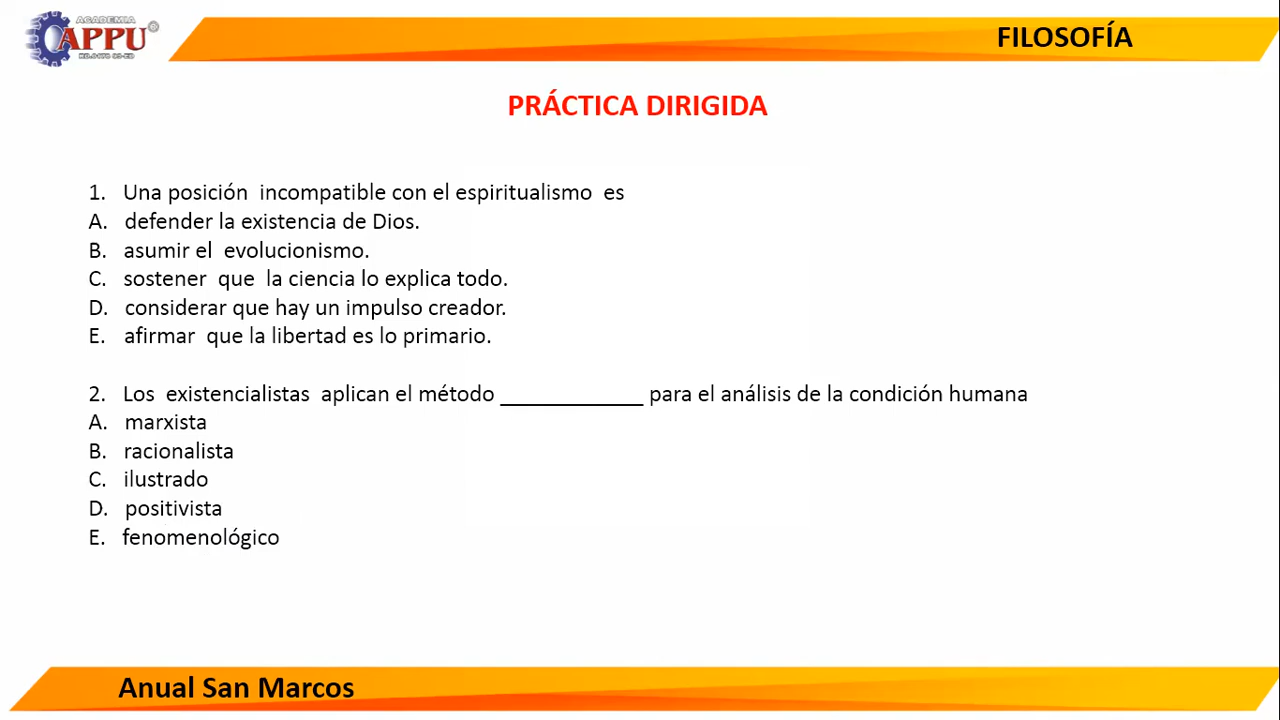 ACADEMIA
APPU
FILOSOFÍA
PRÁCTICA DIRIGIDA
1. Una posición incompatible con el espiritualismo es
A. defender la existencia de Dios.
B. asumir el evolucionismo.
C. sostener que la ciencia lo explica todo.
D. considerar que hay un impulso creador.
E. afirmar que la libertad es lo primario.
2. Los existencialistas aplican el método ____________ para el análisis de la condición humana
A. marxista
B. racionalista
C. ilustrado
D. positivista
E. fenomenológico
Anual San Marcos